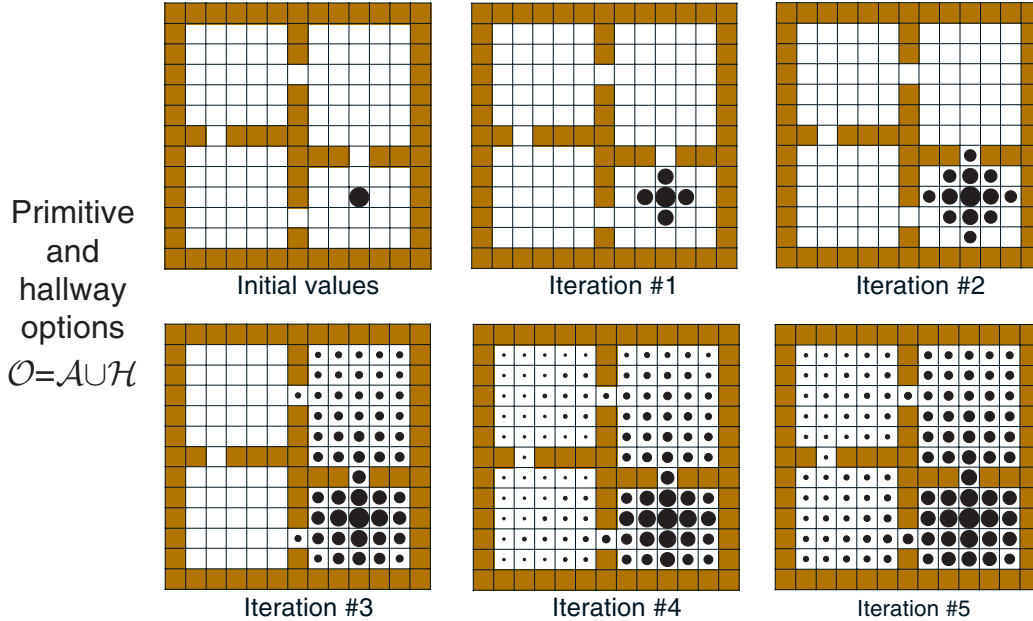 Primitive
and
hallway
options
𝒪=𝒜∪ℋ
Initial values
Iteration #1
Iteration #2
Iteration #3
Iteration #4
Iteration #5